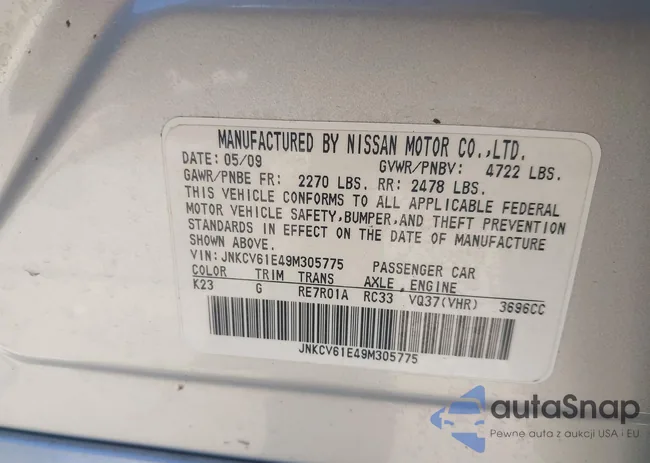 MANUFACTURED BY NISSAN MOTOR CO.,LTD.
DATE: 05/09 GVWR/PNBV: 4722 LBS.
GAWR/PNBE FR: 2270 LBS. RR: 2478 LBS.
THIS VEHICLE CONFORMS TO ALL APPLICABLE FEDERAL
MOTOR VEHICLE SAFETY,BUMPER,AND THEFT PREVENTION
STANDARDS IN EFFECT ON THE DATE OF MANUFACTURE
SHOWN ABOVE.
VIN: JNKCV61E49M305775 PASSENGER CAR
COLOR TRIM TRANS AXLE ENGINE
K23 G RE7R01A RC33 VQ37(VHR) 3696CC
JNKCV61E49M305775
autaSnap
Pewne auta z aukcji USA i EU